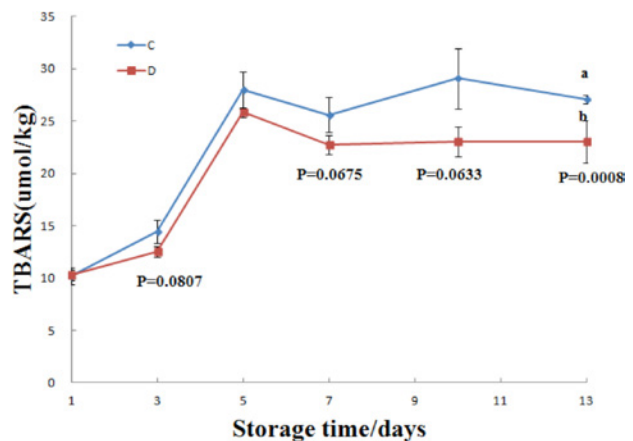 35
30
25
20
15
10
5
0
TBARS(umol/kg)
C
D
a
b
P=0.0807
P=0.0675
P=0.0633
P=0.0008
1
3
5
7
9
11
13
Storage time/days